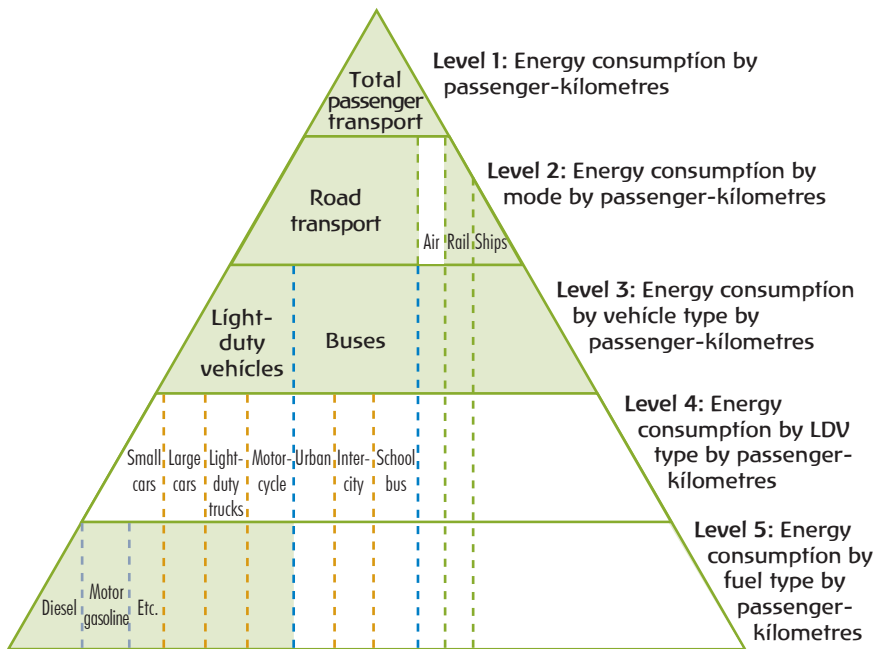 Total
passenger
transport
Level 1: Energy consumption by
passenger-kilometres
Road
transport
Air
Rail
Ships
Level 2: Energy consumption by
mode by passenger-kilometres
Light-
duty
vehicles
Buses
Level 3: Energy consumption
by vehicle type by
passenger-kilometres
Small
cars
Large
cars
Light-
duty
trucks
Motor-
cycle
Urban
Inter-
city
School
bus
Level 4: Energy
consumption by LDV
type by passenger-
kilometres
Diesel
Motor
gasoline
Etc.
Level 5: Energy
consumption by
fuel type by
passenger-
kilometres